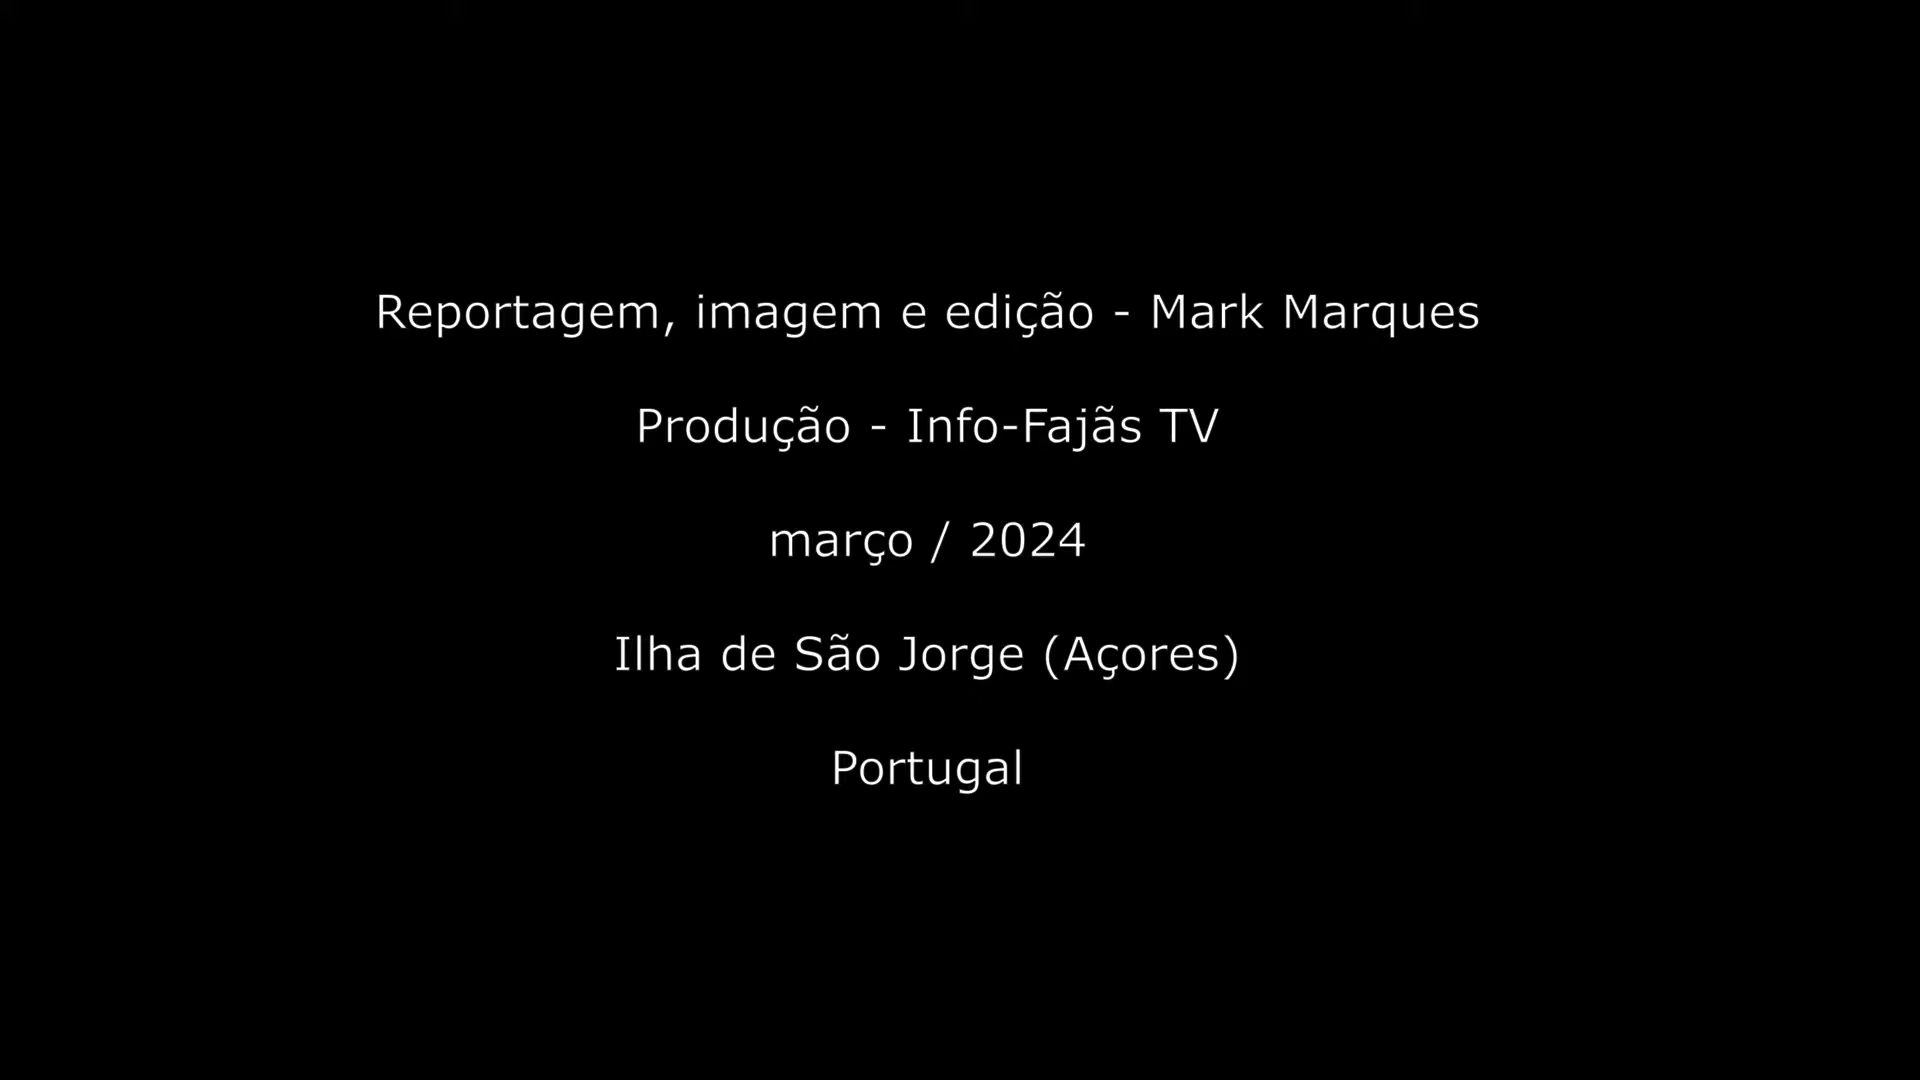 Reportagem, imagem e edição - Mark Marques
Produção - Info-Fajãs TV
março / 2024
Ilha de São Jorge (Açores)
Portugal